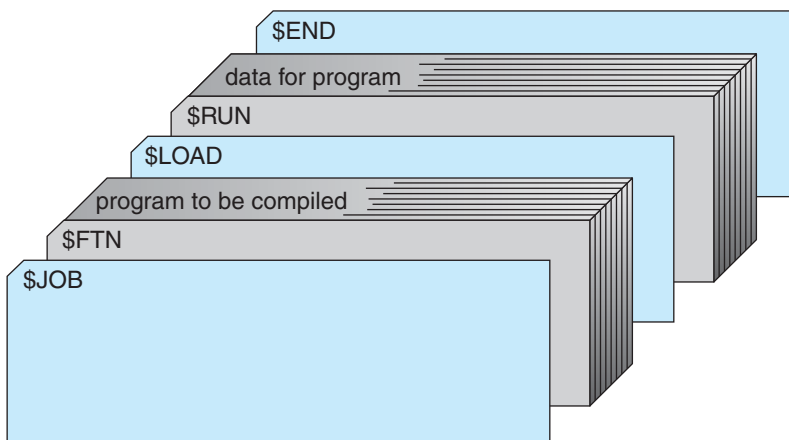 $END
data for program
$RUN
$LOAD
program to be compiled
$FTN
$JOB